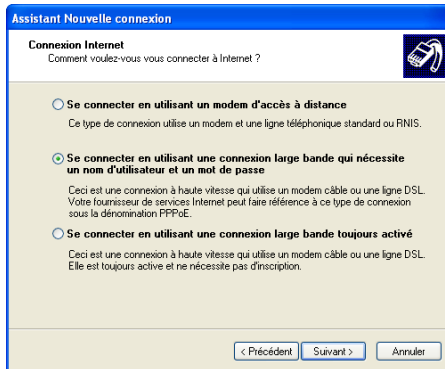 Assistant Nouvelle connexion
Connexion Internet
Comment voulez-vous vous connecter à Internet ?
Se connecter en utilisant un modem d'accès à distance
Ce type de connexion utilise un modem et une ligne téléphonique standard ou RNIS.
Se connecter en utilisant une connexion large bande qui nécessite
un nom d'utilisateur et un mot de passe
Ceci est une connexion à haute vitesse qui utilise un modem câble ou une ligne DSL.
Votre fournisseur de services Internet peut faire référence à ce type de connexion
sous la dénomination PPPoE.
Se connecter en utilisant une connexion large bande toujours activé
Ceci est une connexion à haute vitesse qui utilise un modem câble ou une ligne DSL.
Elle est toujours active et ne nécessite pas d'inscription.
< Précédent Suivant > Annuler